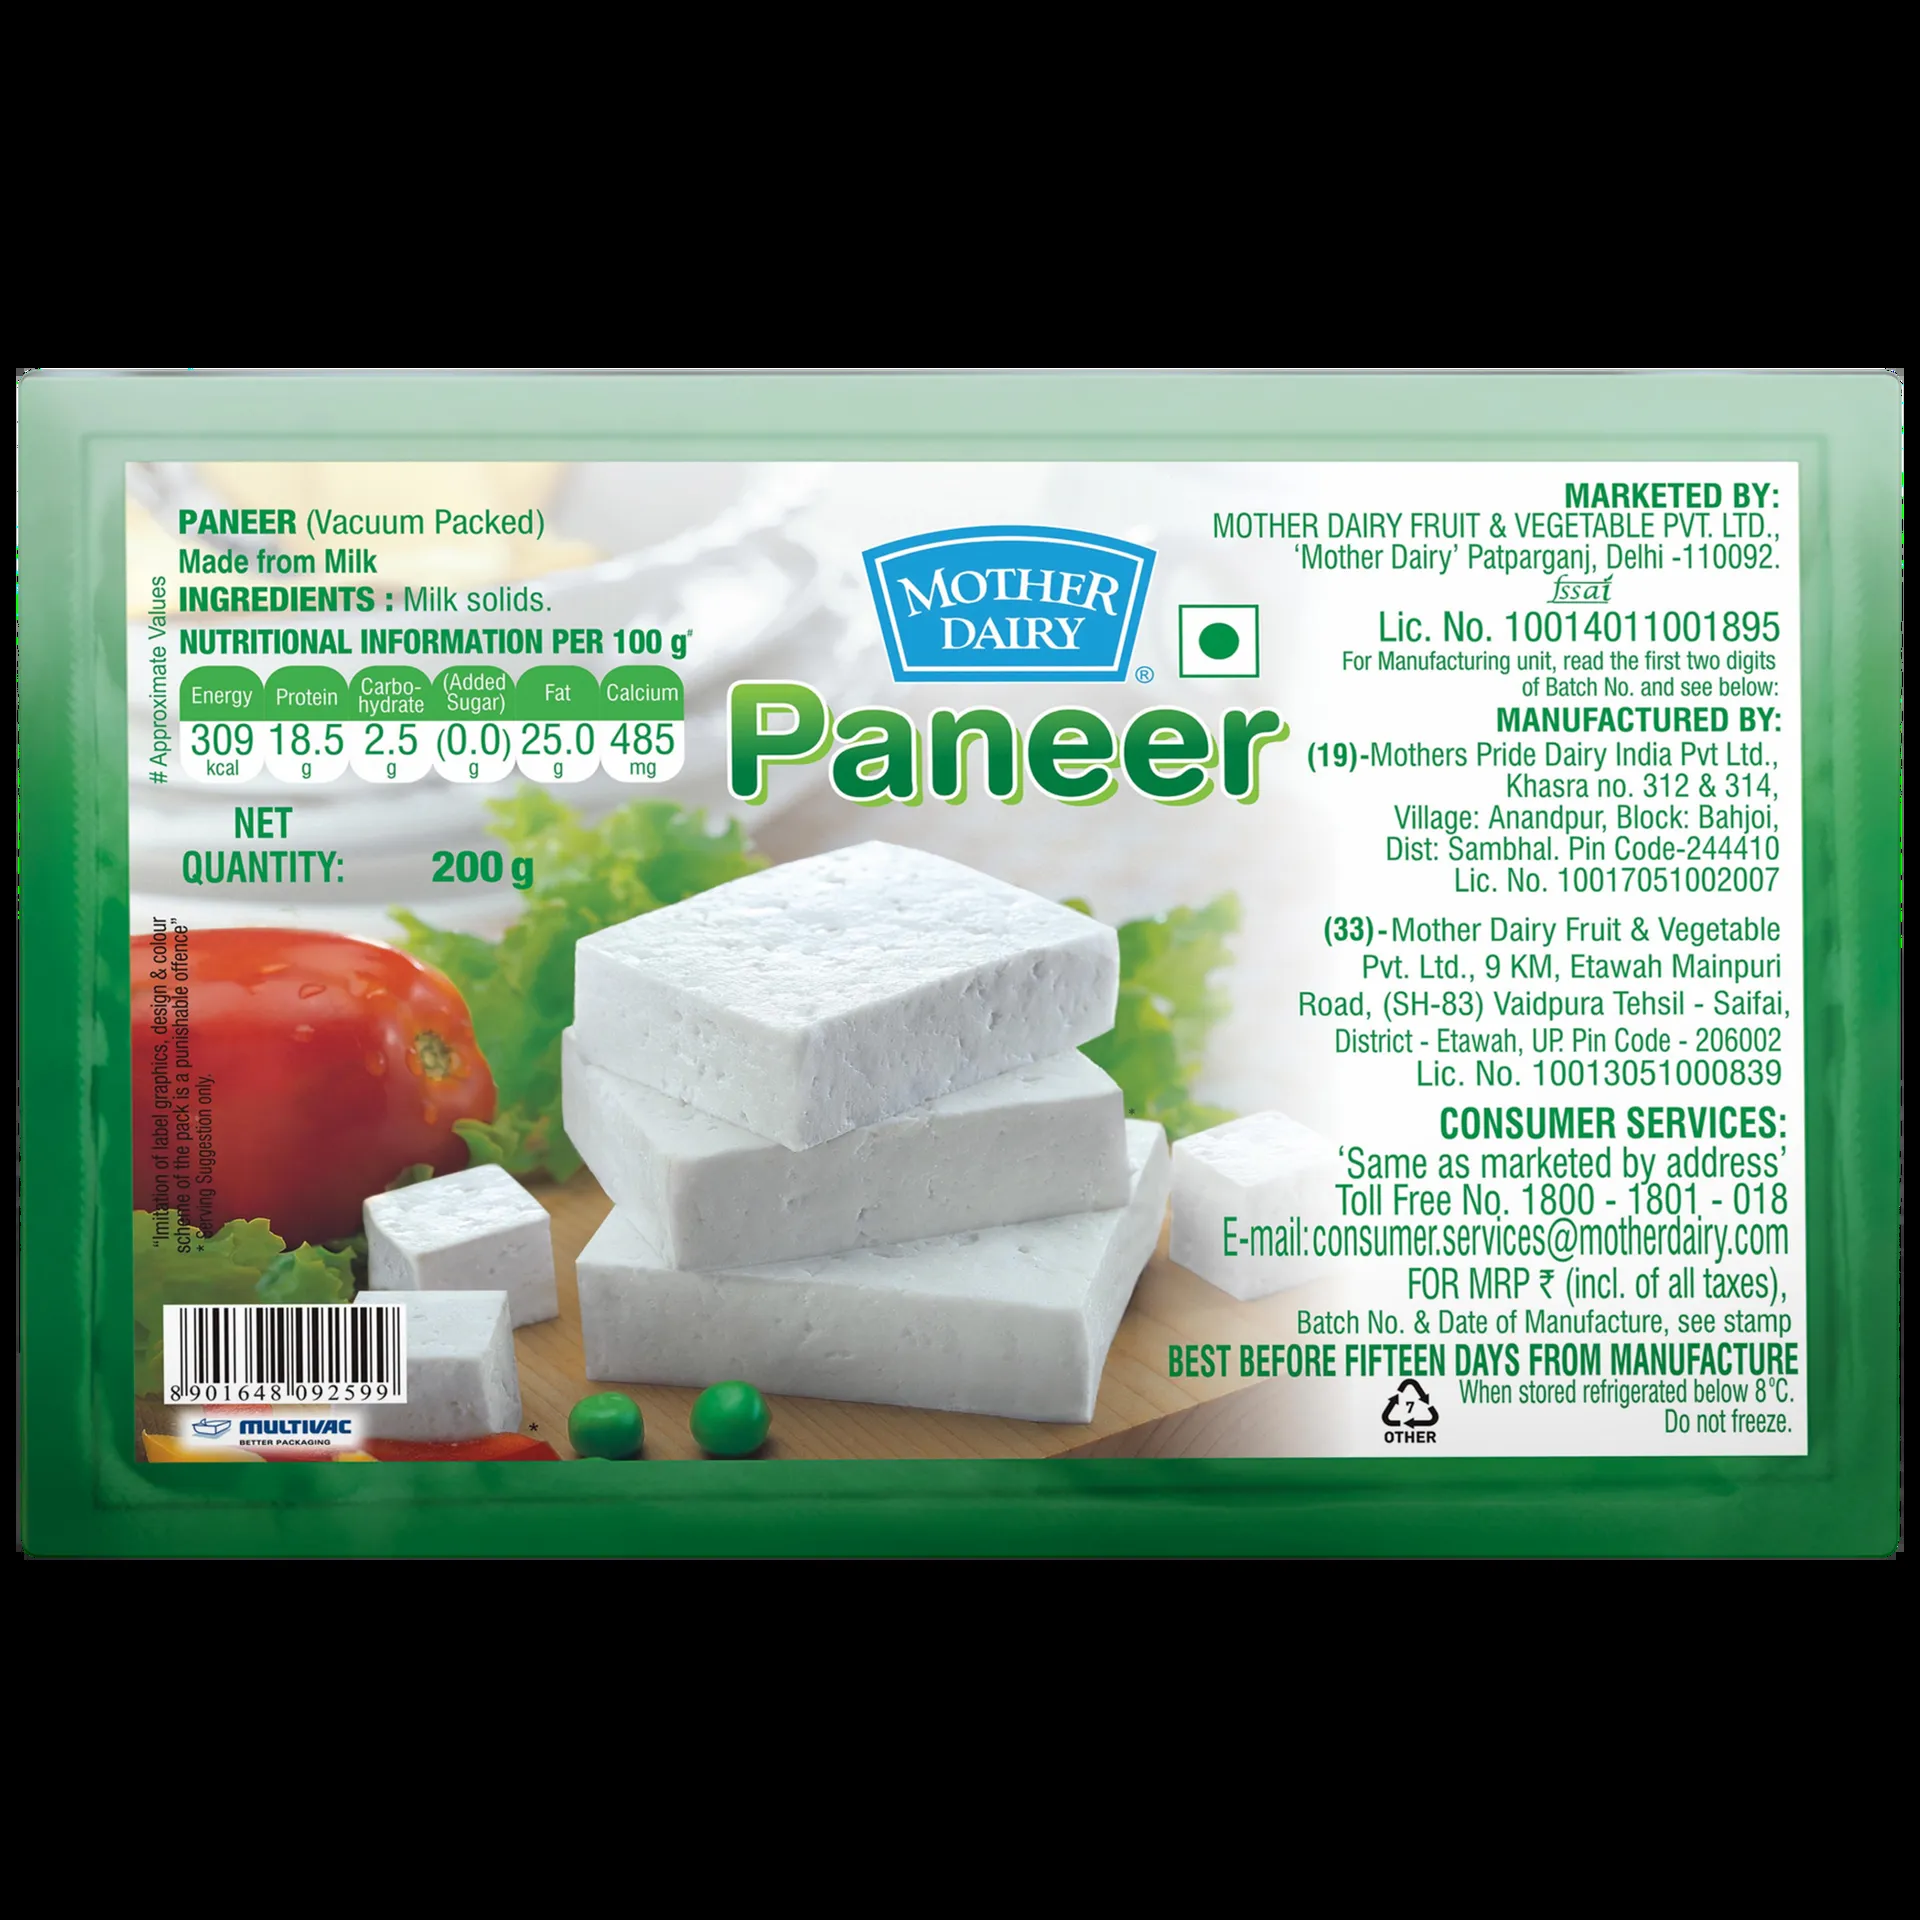 PANEER (Vacuum Packed)
Made from Milk
INGREDIENTS : Milk solids.
NUTRITIONAL INFORMATION PER 100 g#
Energy Protein Carbo-hydrate (Added Sugar) Fat Calcium
309 18.5 2.5 (0.0) 25.0 485
kcal g g g g mg
# Approximate Values
NET
QUANTITY: 200 g
"Imitation of label graphics, design & colour
scheme of the pack is a punishable offence"
* Serving Suggestion only.
8 901648 092599
MULTIVAC
BETTER PACKAGING
*
MOTHER
DAIRY
®
Paneer
*
MARKETED BY:
MOTHER DAIRY FRUIT & VEGETABLE PVT. LTD.,
'Mother Dairy' Patparganj, Delhi -110092.
fssai
Lic. No. 10014011001895
For Manufacturing unit, read the first two digits
of Batch No. and see below:
MANUFACTURED BY:
(19)-Mothers Pride Dairy India Pvt Ltd.,
Khasra no. 312 & 314,
Village: Anandpur, Block: Bahjoi,
Dist: Sambhal. Pin Code-244410
Lic. No. 10017051002007
(33)-Mother Dairy Fruit & Vegetable
Pvt. Ltd., 9 KM, Etawah Mainpuri
Road, (SH-83) Vaidpura Tehsil - Saifai,
District - Etawah, UP. Pin Code - 206002
Lic. No. 10013051000839
CONSUMER SERVICES:
'Same as marketed by address'
Toll Free No. 1800 - 1801 - 018
E-mail:consumer.services@motherdairy.com
FOR MRP ₹ (incl. of all taxes),
Batch No. & Date of Manufacture, see stamp
BEST BEFORE FIFTEEN DAYS FROM MANUFACTURE
When stored refrigerated below 8°C.
Do not freeze.
7
OTHER